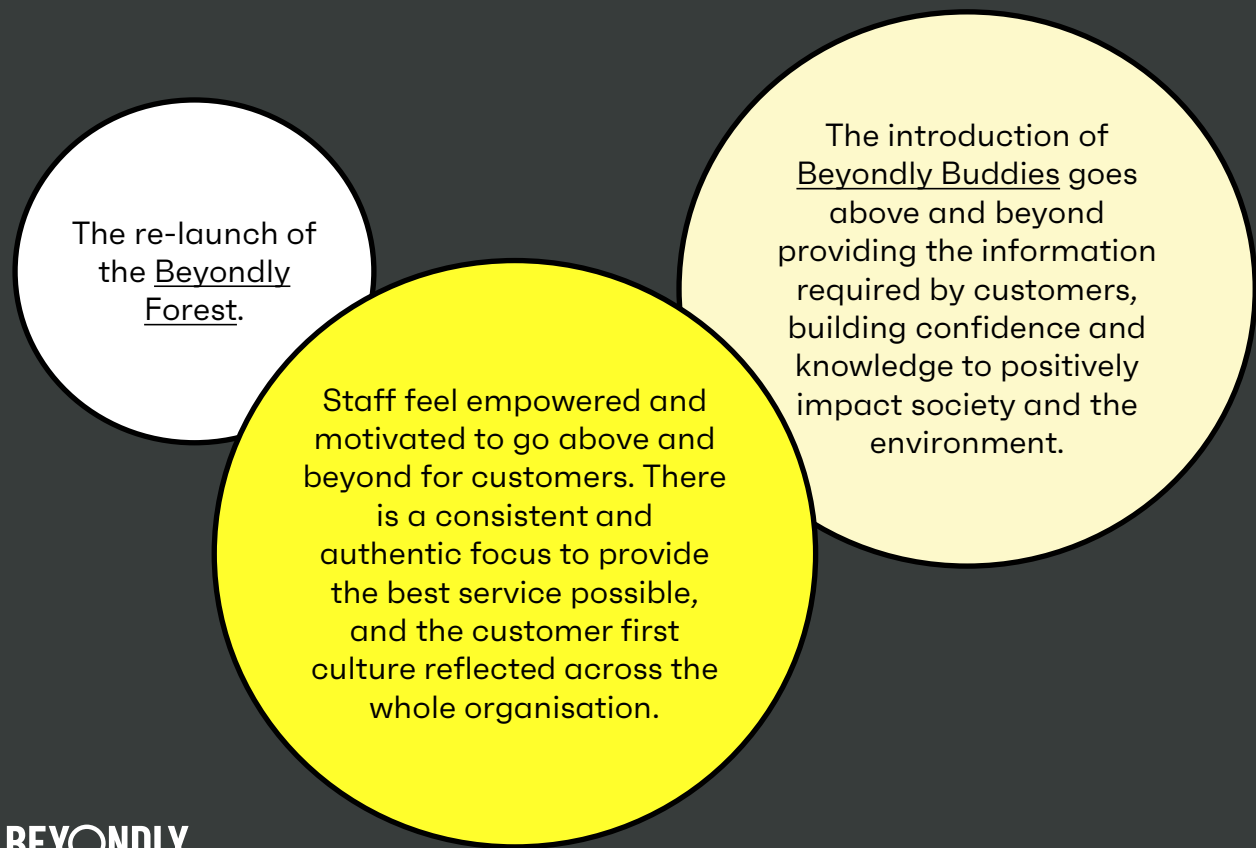 The re-launch of
the Beyondly
Forest.
Staff feel empowered and
motivated to go above and
beyond for customers. There
is a consistent and
authentic focus to provide
the best service possible,
and the customer first
culture reflected across the
whole organisation.
The introduction of
Beyondly Buddies goes
above and beyond
providing the information
required by customers,
building confidence and
knowledge to positively
impact society and the
environment.
BEYONDLY